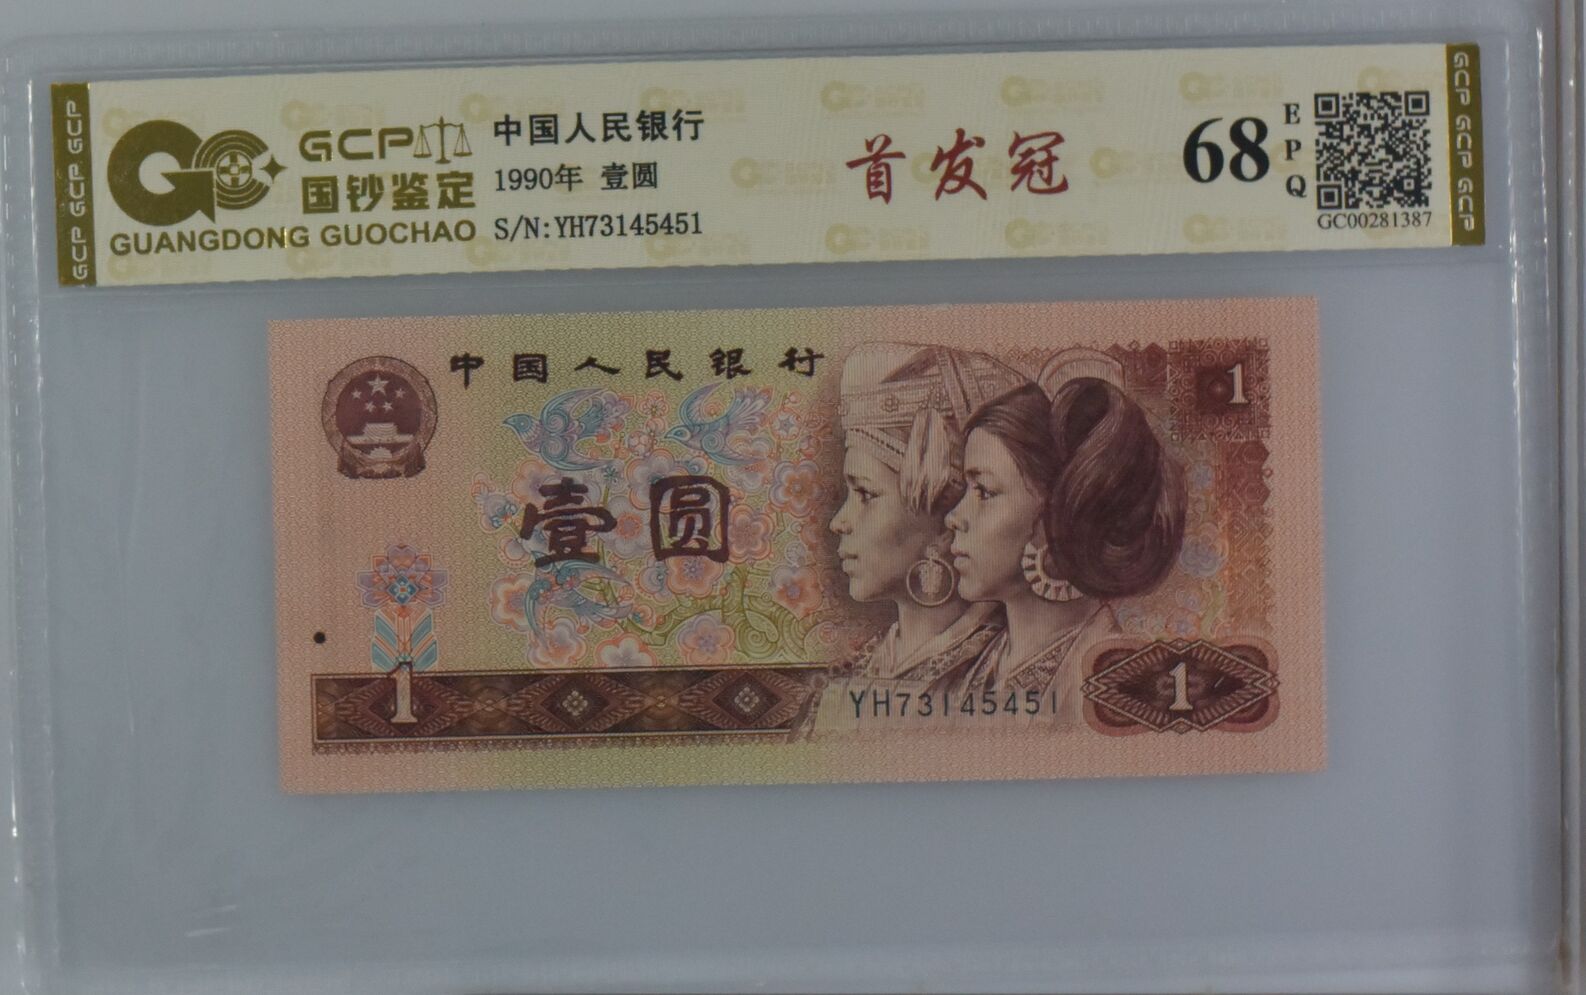 GCP
国钞鉴定
GUANGDONG GUOCHAO
中国人民银行
1990年 壹圆
S/N:YH73145451
首发冠
68
EPQ
GC00281387
GCP GCP GCP
GCP GCP GCP
中国人民银行
1
壹圆
1
YH73145451
1